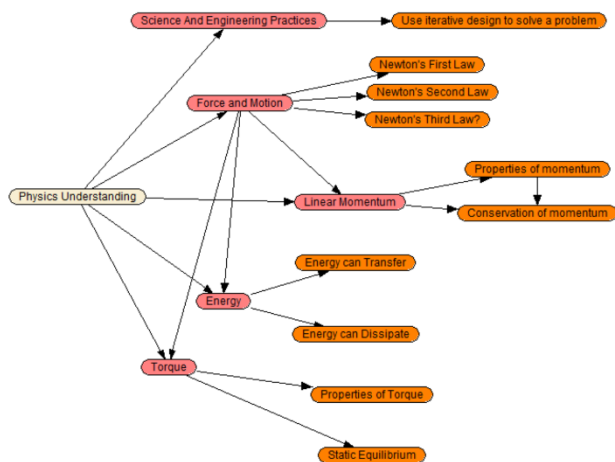 Science And Engineering Practices
Use iterative design to solve a problem
Newton's First Law
Force and Motion
Newton's Second Law
Newton's Third Law?
Properties of momentum
Physics Understanding
Linear Momentum
Conservation of momentum
Energy can Transfer
Energy
Energy can Dissipate
Torque
Properties of Torque
Static Equilibrium